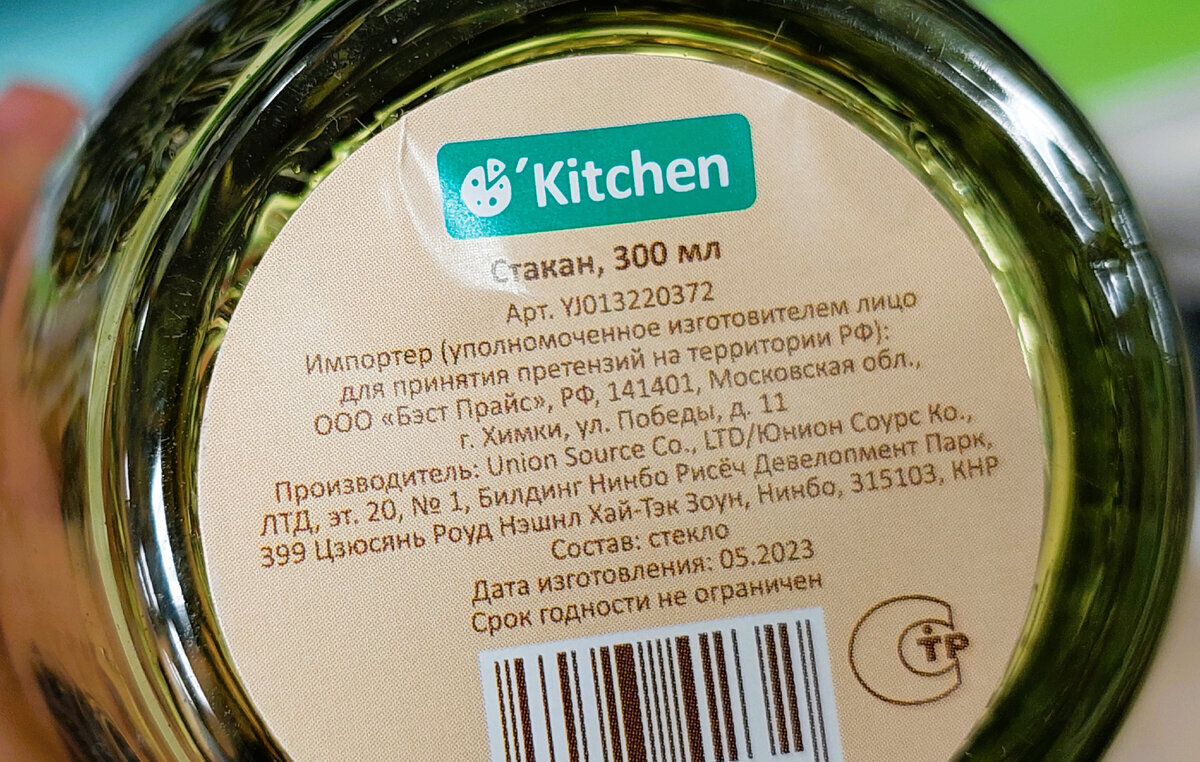 'Kitchen
Стакан, 300 мл
Арт. YJ013220372
Импортер (уполномоченное изготовителем лицо
для принятия претензий на территории РФ):
ООО «Бэст Прайс», РФ, 141401, Московская обл.,
г. Химки, ул. Победы, д. 11
Производитель: Union Source Co., LTD/Юнион Соурс Ко.,
ЛТД, эт. 20, № 1, Билдинг Нинбо Рисёч Девелопмент Парк,
399 Цзюсянь Роуд Нэшнл Хай-Тэк Зоун, Нинбо, 315103, КНР
Состав: стекло
Дата изготовления: 05.2023
Срок годности не ограничен
СТР